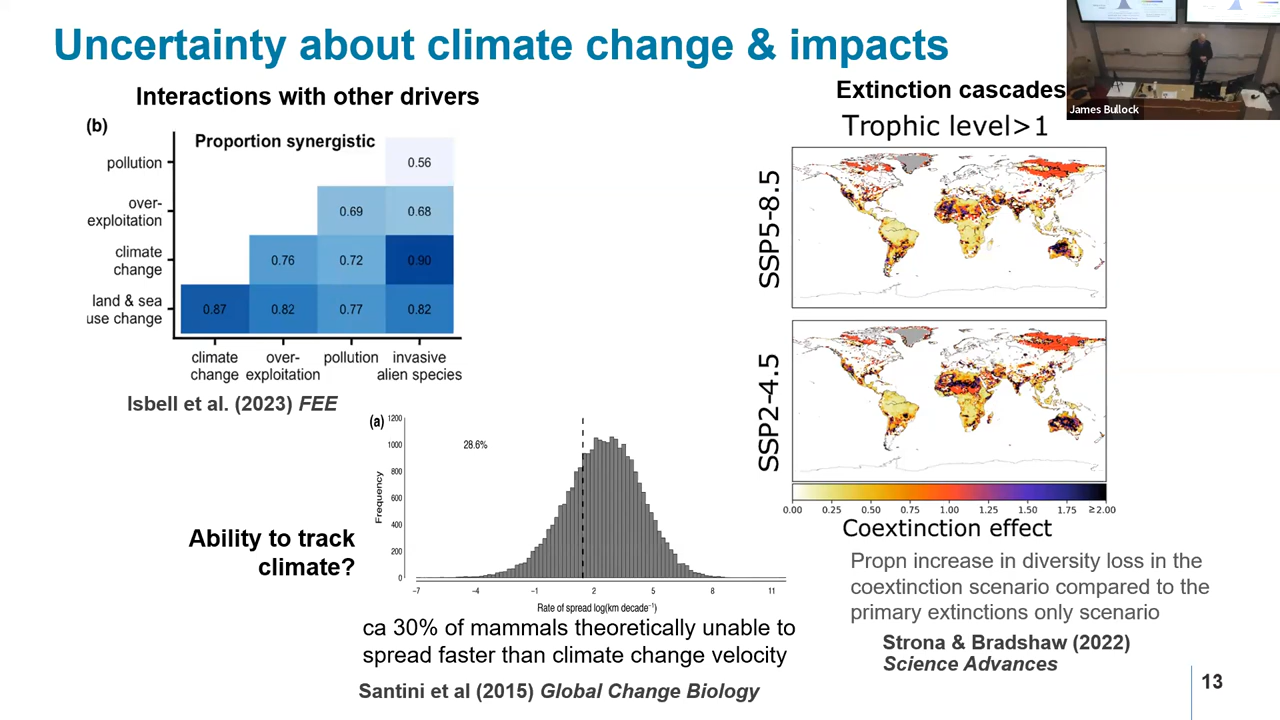 Uncertainty about climate change & impacts
James Bullock
Interactions with other drivers
(b)
Proportion synergistic
pollution
0.56
over-
exploitation
0.69
0.68
climate
change
0.76
0.72
0.90
land & sea
use change
0.87
0.82
0.77
0.82
climate
change
over-
exploitation
pollution
invasive
alien species
Isbell et al. (2023) FEE
Ability to track
climate?
(a)
28.6%
Frequency
1200
1000
800
600
400
200
0
−7
−4
−1
2
5
8
11
Rate of spread log(km decade⁻¹)
ca 30% of mammals theoretically unable to
spread faster than climate change velocity
Santini et al (2015) Global Change Biology
Extinction cascades
Trophic level>1
SSP5-8.5
SSP2-4.5
0.00 0.25 0.50 0.75 1.00 1.25 1.50 1.75 ≥2.00
Coextinction effect
Propn increase in diversity loss in the
coextinction scenario compared to the
primary extinctions only scenario
Strona & Bradshaw (2022)
Science Advances
13